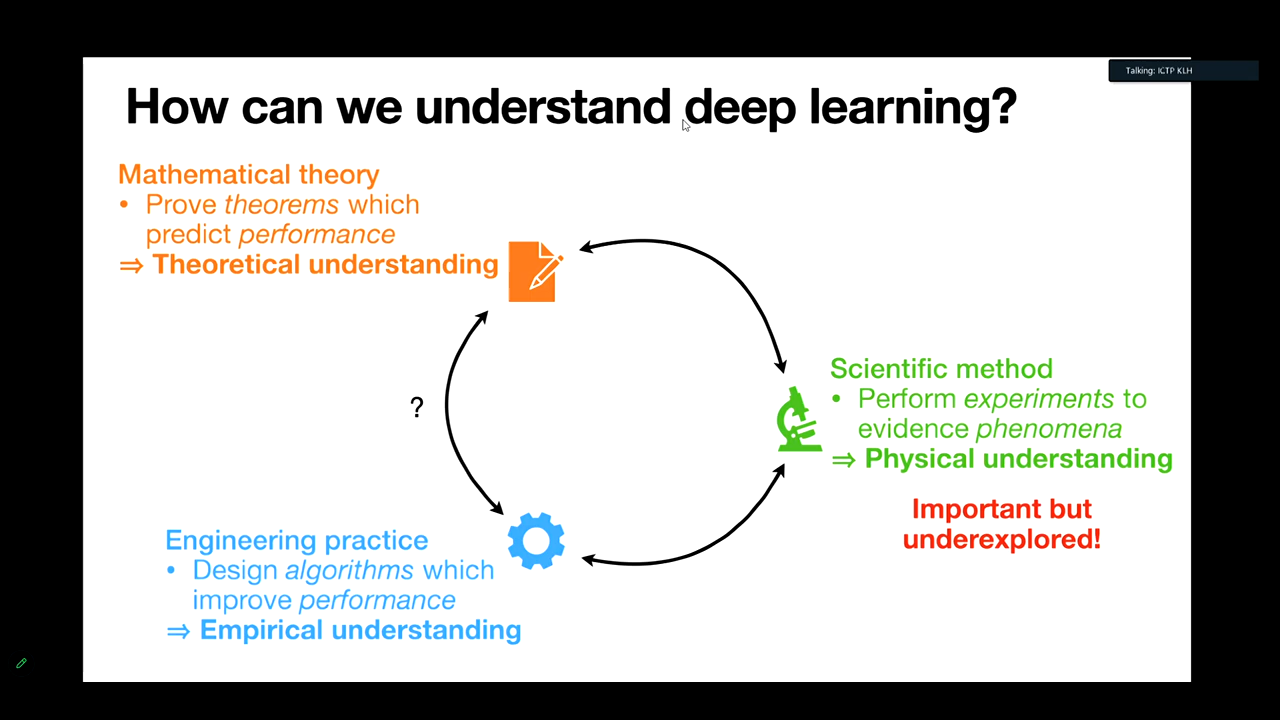 Talking: ICTP KLH
How can we understand deep learning?
Mathematical theory
• Prove theorems which
predict performance
⇒ Theoretical understanding
Scientific method
• Perform experiments to
evidence phenomena
⇒ Physical understanding
Important but
underexplored!
?
Engineering practice
• Design algorithms which
improve performance
⇒ Empirical understanding